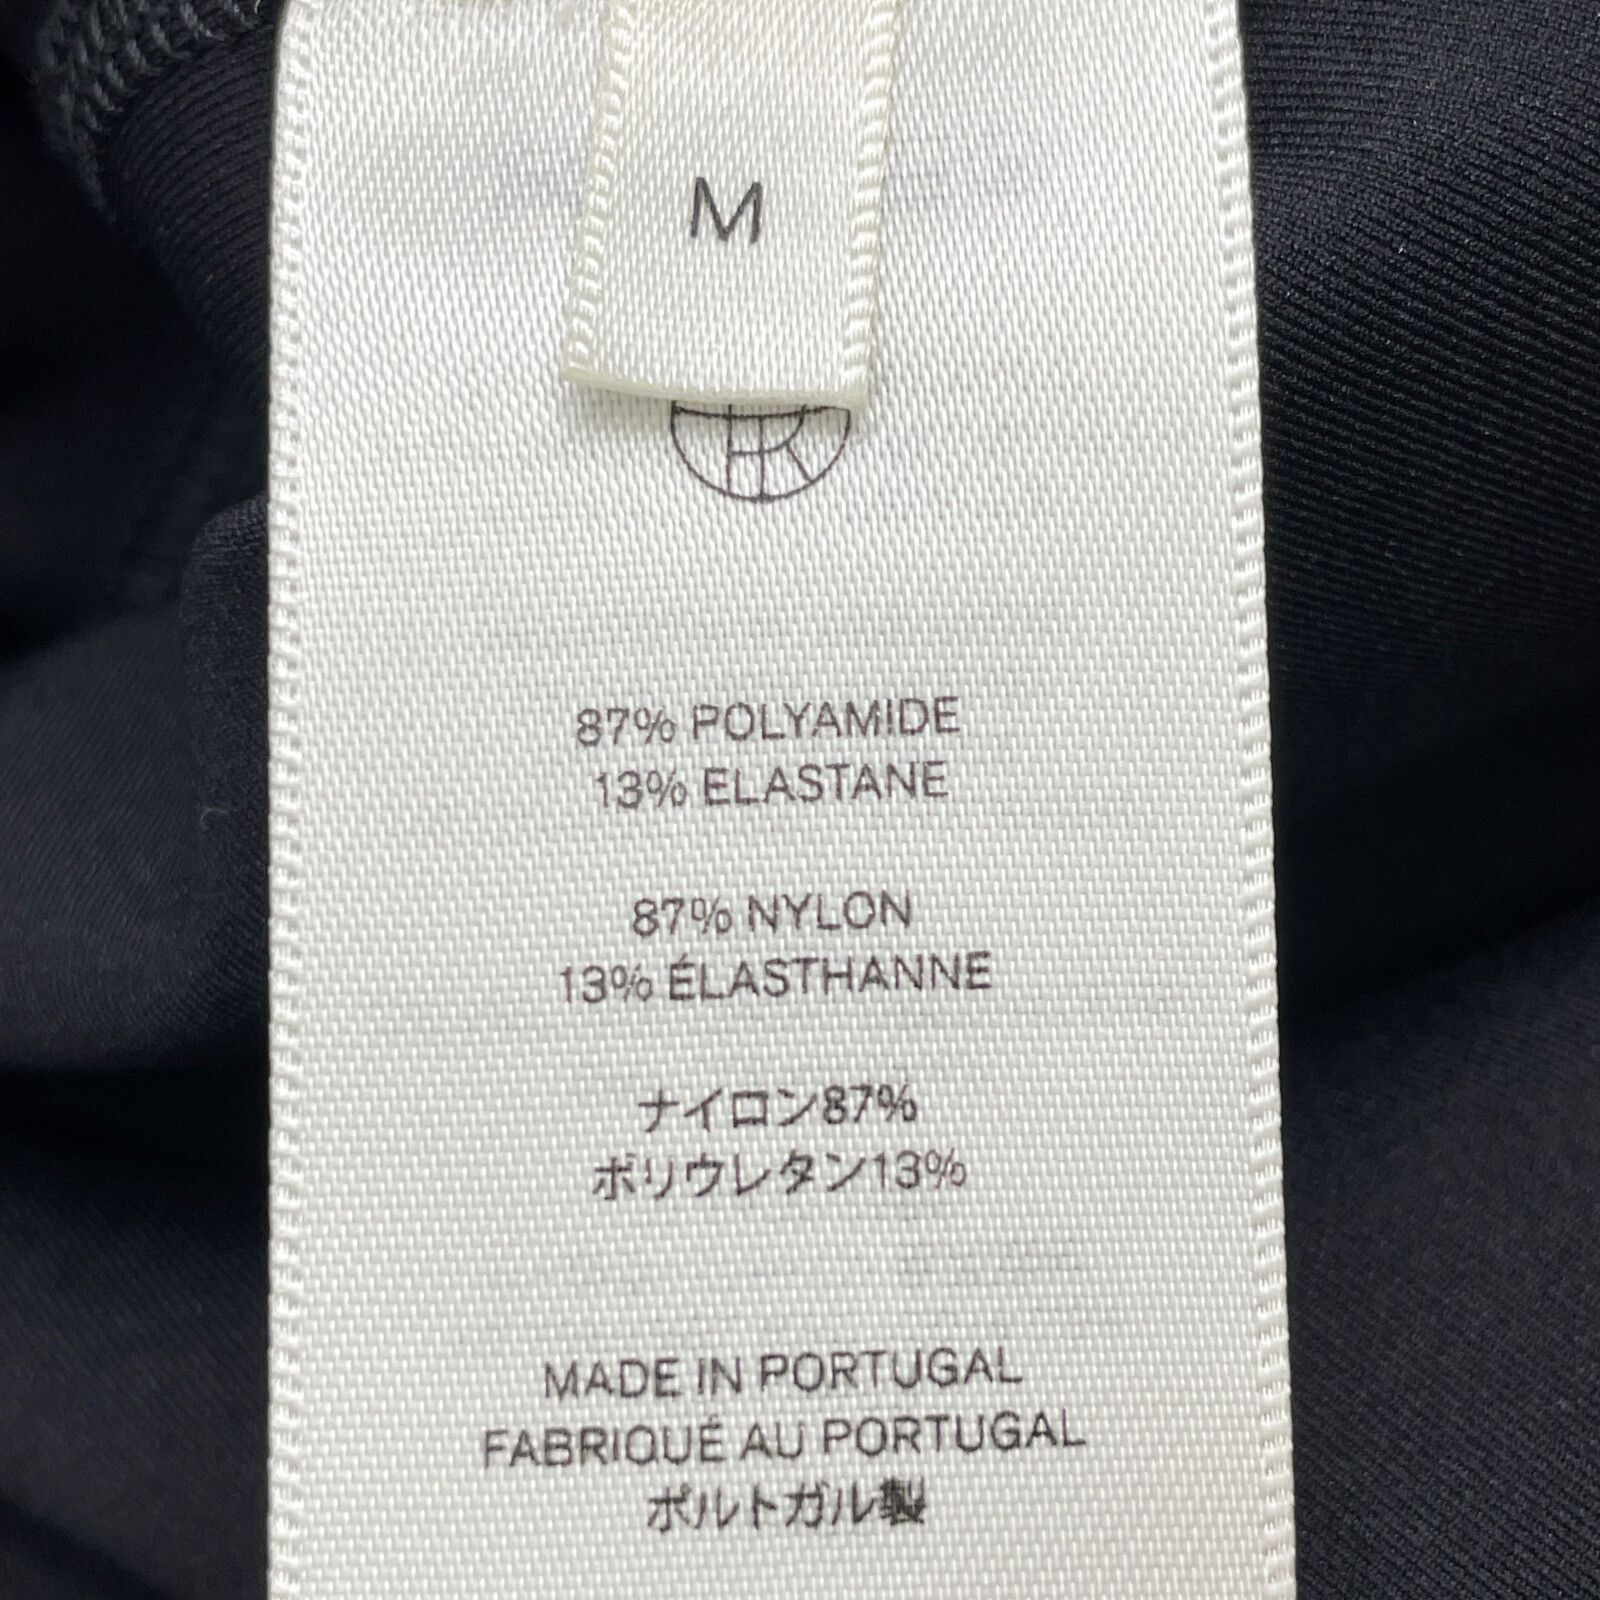 M
87% POLYAMIDE
13% ELASTANE
87% NYLON
13% ÉLASTHANNE
ナイロン87%
ポリウレタン13%
MADE IN PORTUGAL
FABRIQUÉ AU PORTUGAL
ポルトガル製